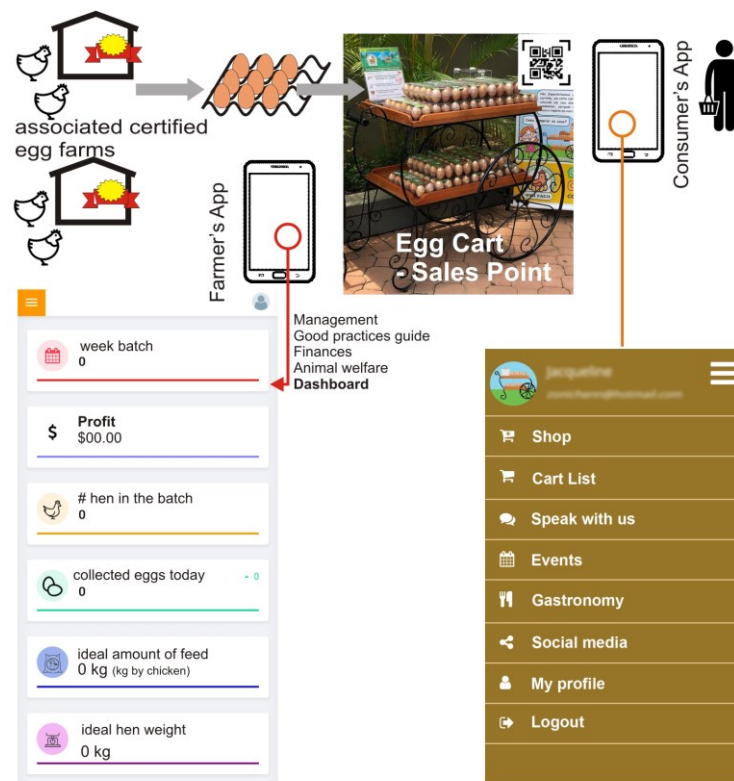 associated certified
egg farms
Farmer's App
Egg Cart
- Sales Point
Consumer's App
Management
Good practices guide
Finances
Animal welfare
Dashboard
week batch
0
$
Profit
$00.00
# hen in the batch
0
collected eggs today
- 0
0
ideal amount of feed
0 kg (kg by chicken)
ideal hen weight
0 kg
Jacqueline
Shop
Cart List
Speak with us
Events
Gastronomy
Social media
My profile
Logout